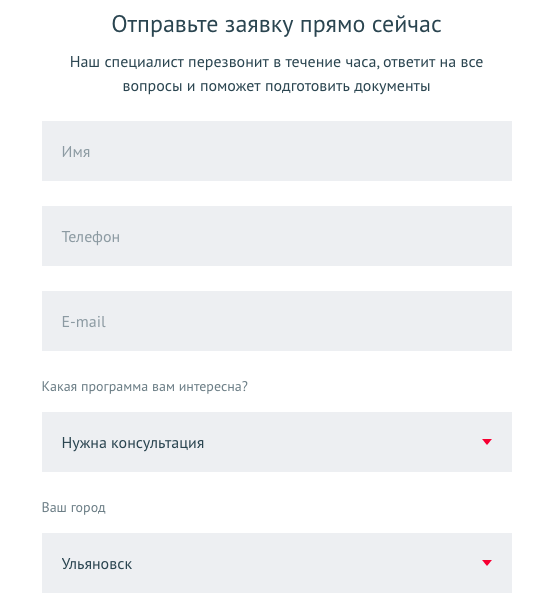 Отправьте заявку прямо сейчас
Наш специалист перезвонит в течение часа, ответит на все
вопросы и поможет подготовить документы
Имя
Телефон
E-mail
Какая программа вам интересна?
Нужна консультация
Ваш город
Ульяновск